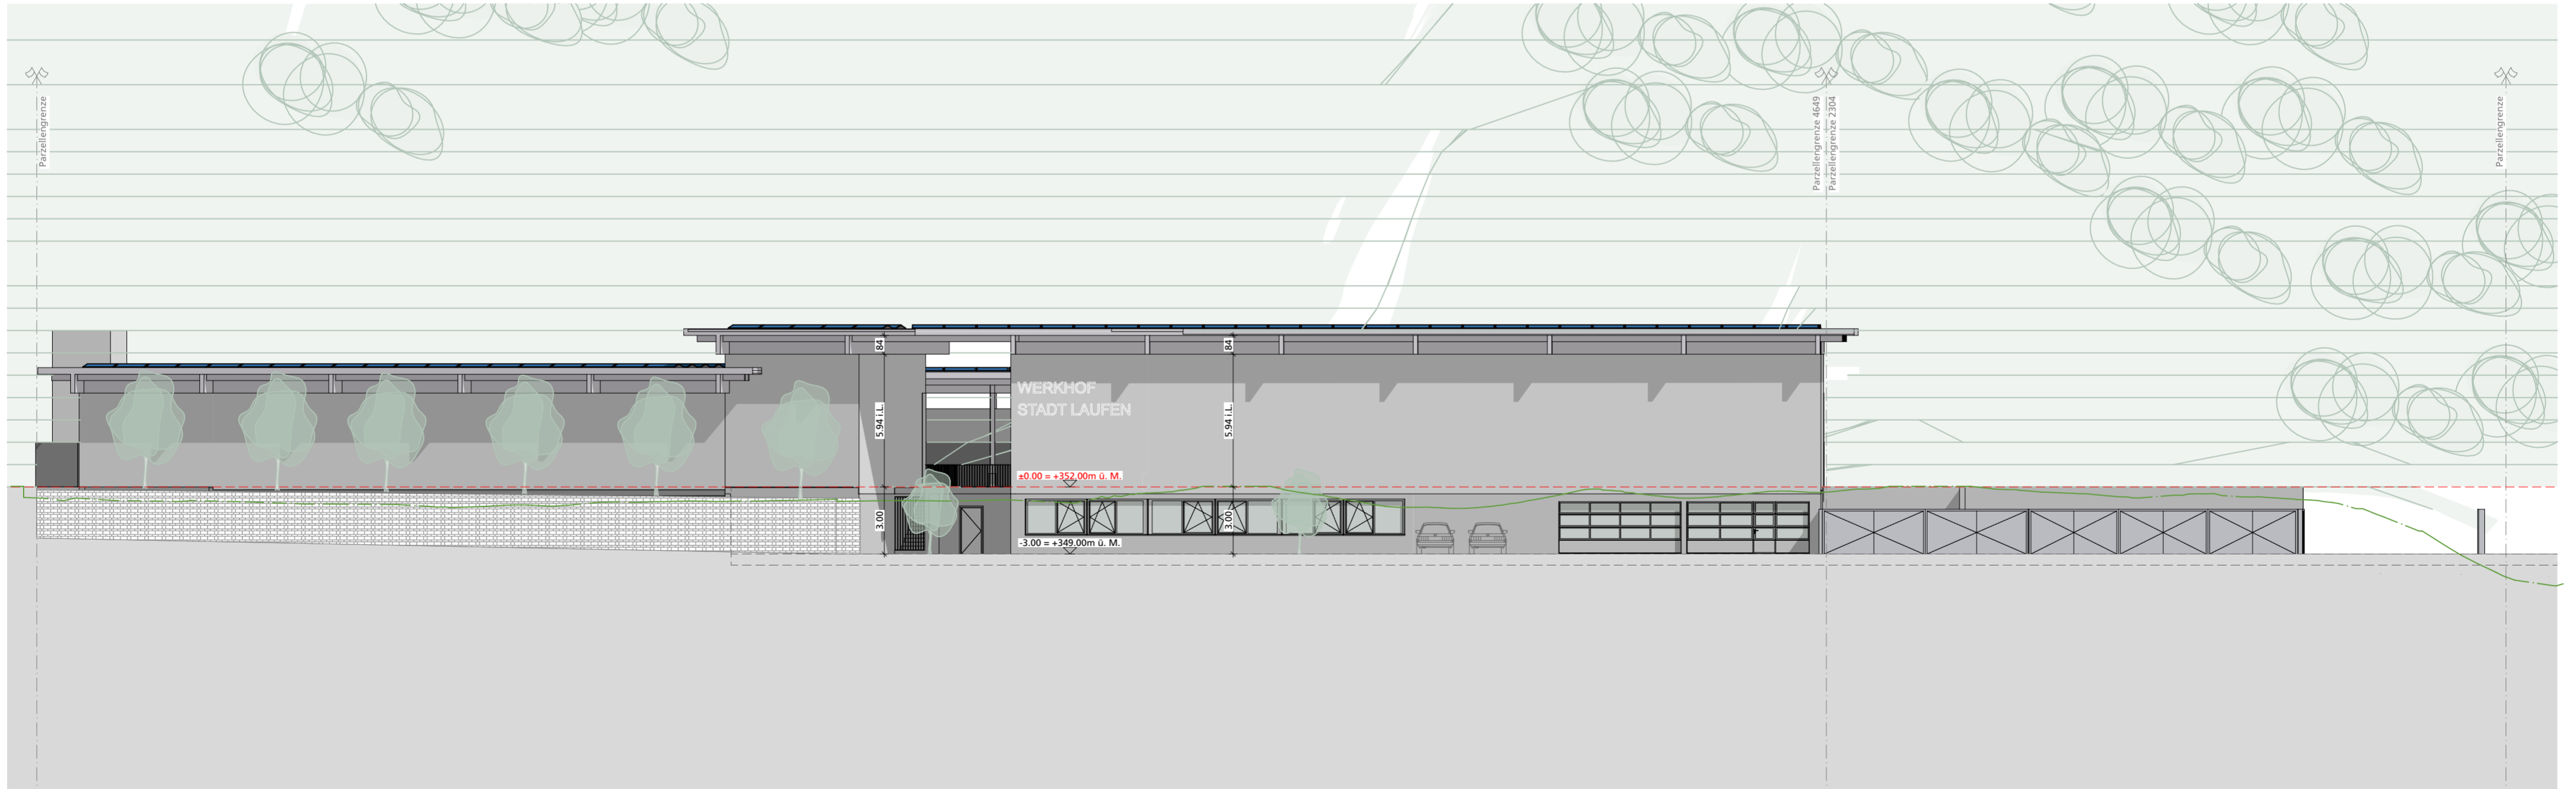 Parzellengrenze
Parzellengrenze 4649
Parzellengrenze 2304
Parzellengrenze
84
84
WERKHOF
STADT LAUFEN
5.94 i.L.
5.94 i.L.
±0.00 = +352.00m ü. M.
3.00
3.00
-3.00 = +349.00m ü. M.